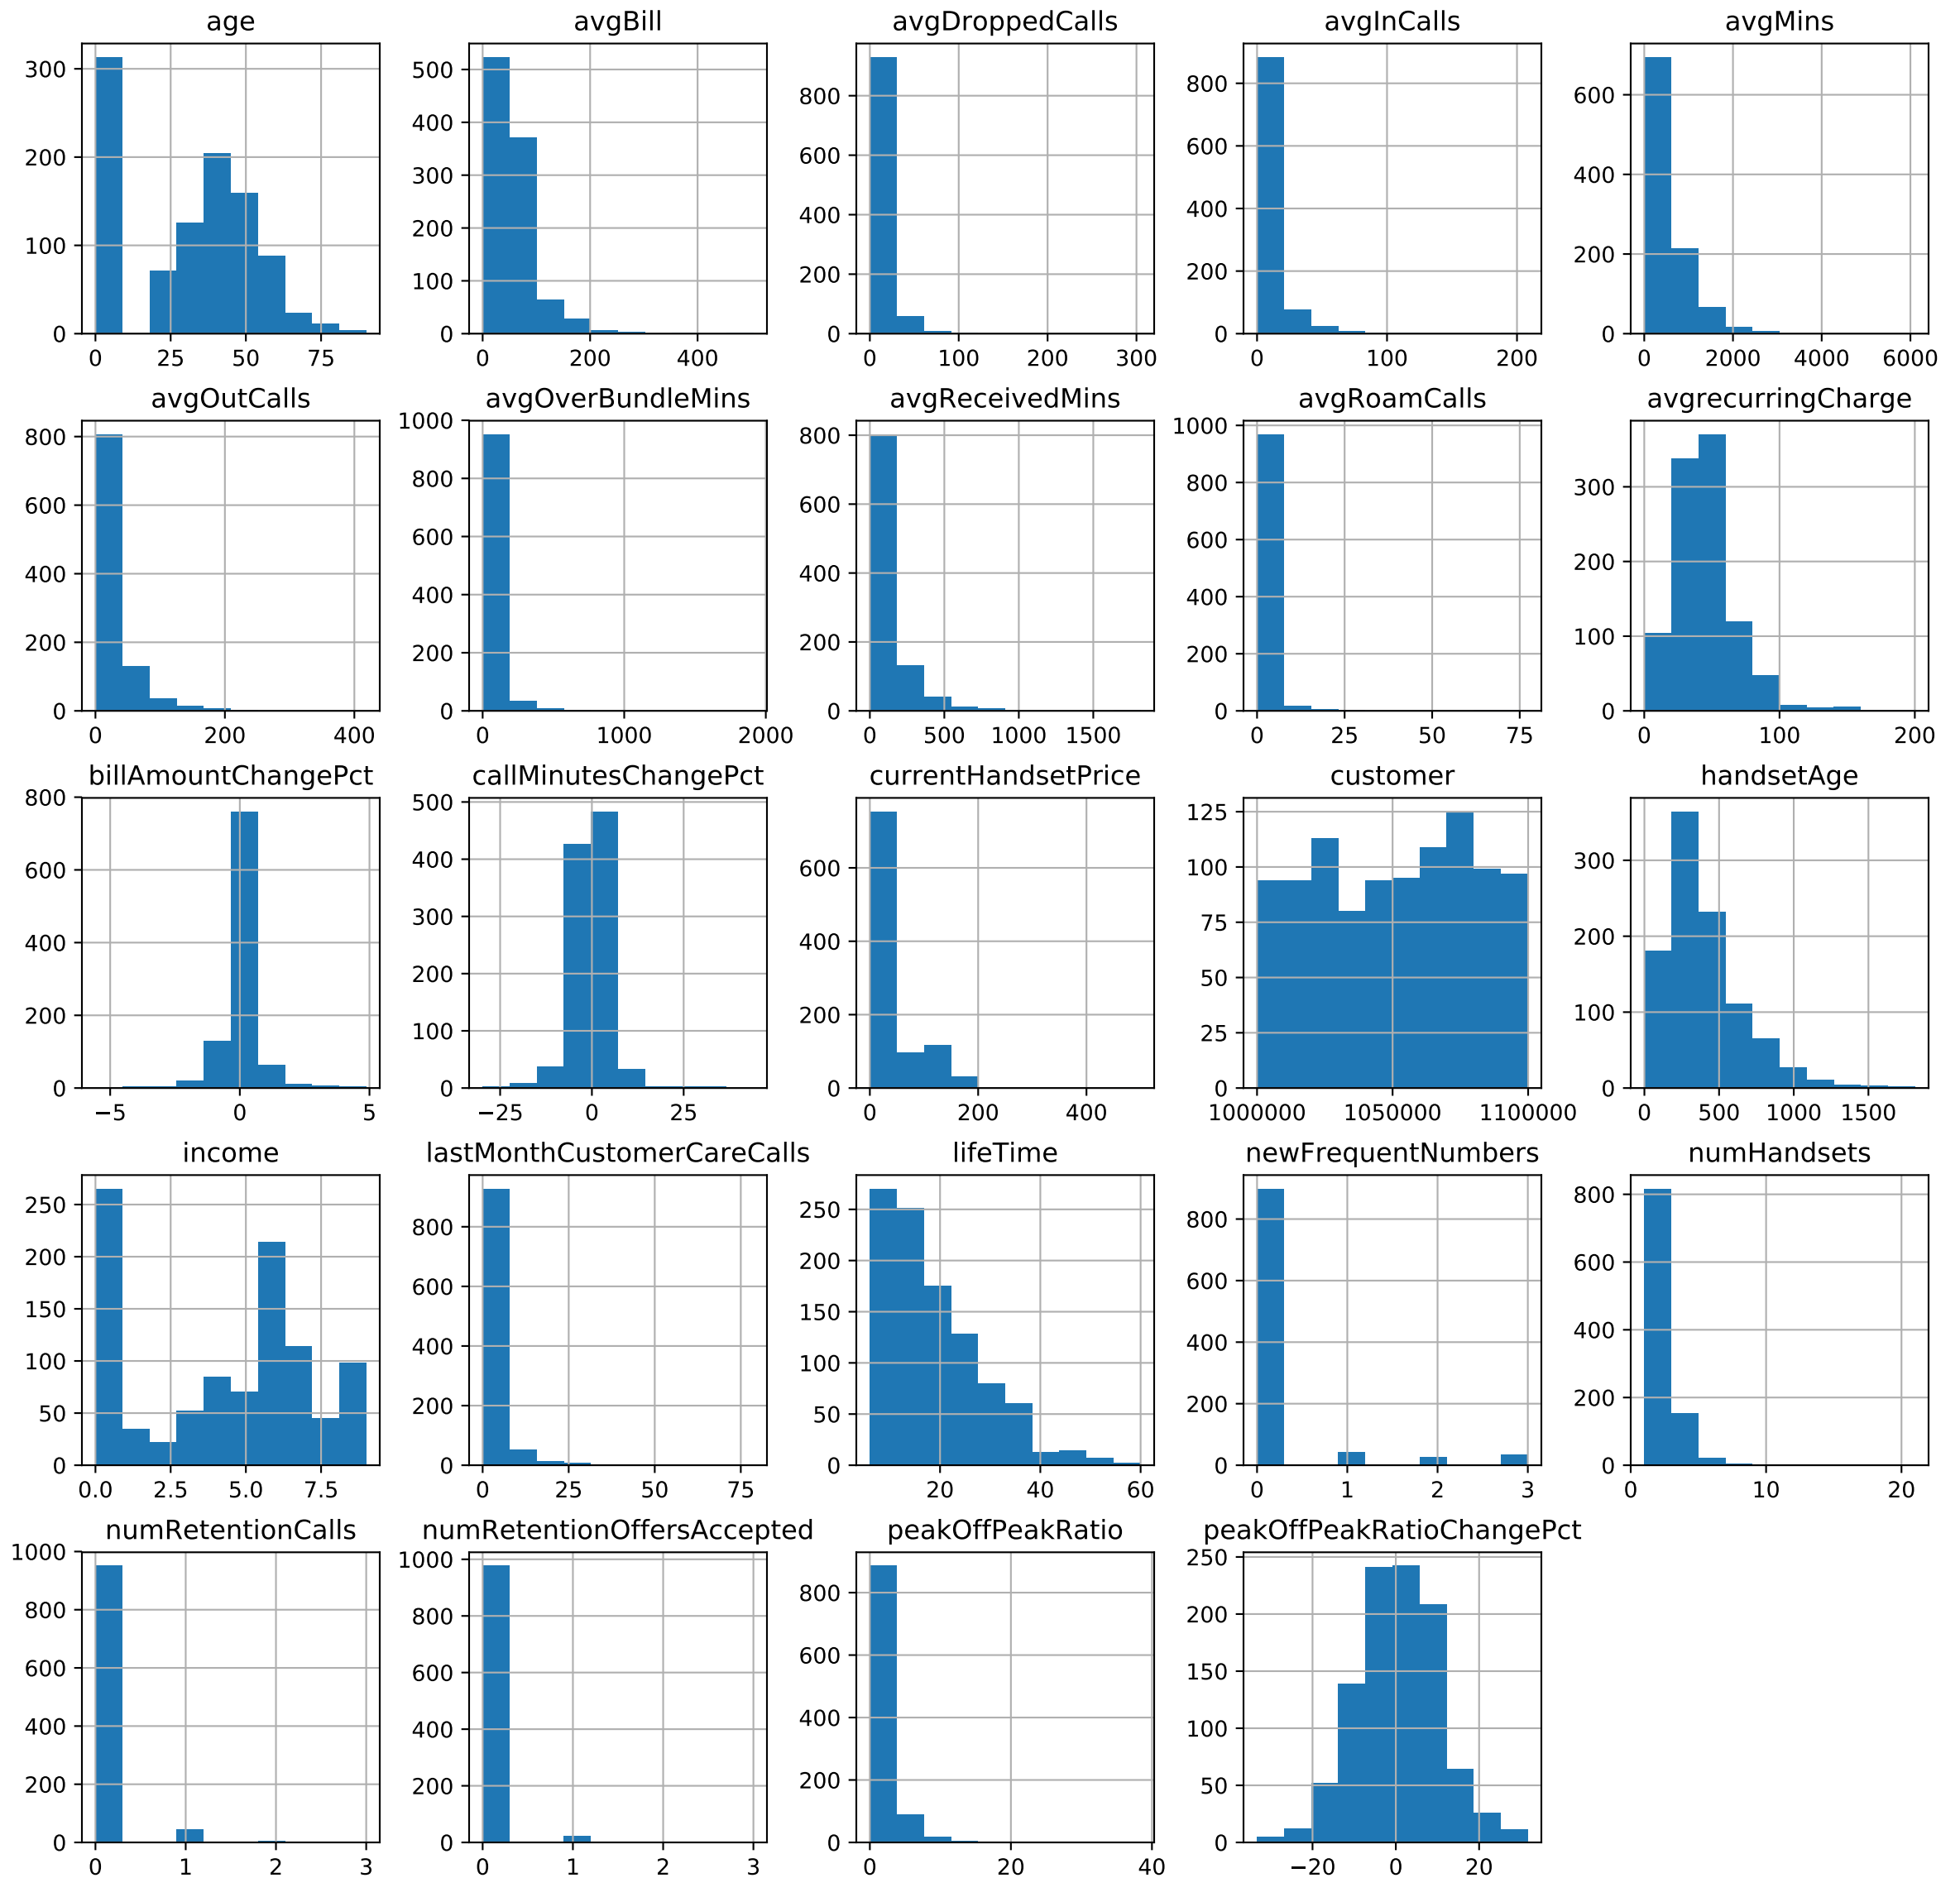 age avgBill avgDroppedCalls avgInCalls avgMins
300 200 100 0
0 25 50 75
500 400 300 200 100 0
0 200 400
800 600 400 200 0
0 100 200 300
800 600 400 200 0
0 100 200
600 400 200 0
0 2000 4000 6000
avgOutCalls avgOverBundleMins avgReceivedMins avgRoamCalls avgrecurringCharge
800 600 400 200 0
0 200 400
1000 800 600 400 200 0
0 1000 2000
800 600 400 200 0
0 500 1000 1500
1000 800 600 400 200 0
0 25 50 75
300 200 100 0
0 100 200
billAmountChangePct callMinutesChangePct currentHandsetPrice customer handsetAge
800 600 400 200 0
−5 0 5
500 400 300 200 100 0
−25 0 25
600 400 200 0
0 200 400
125 100 75 50 25 0
1000000 1050000 1100000
300 200 100 0
0 500 1000 1500
income lastMonthCustomerCareCalls lifeTime newFrequentNumbers numHandsets
250 200 150 100 50 0
0.0 2.5 5.0 7.5
800 600 400 200 0
0 25 50 75
250 200 150 100 50 0
20 40 60
800 600 400 200 0
0 1 2 3
800 600 400 200 0
0 10 20
numRetentionCalls numRetentionOffersAccepted peakOffPeakRatio peakOffPeakRatioChangePct
1000 800 600 400 200 0
0 1 2 3
1000 800 600 400 200 0
0 1 2 3
800 600 400 200 0
0 20 40
250 200 150 100 50 0
−20 0 20